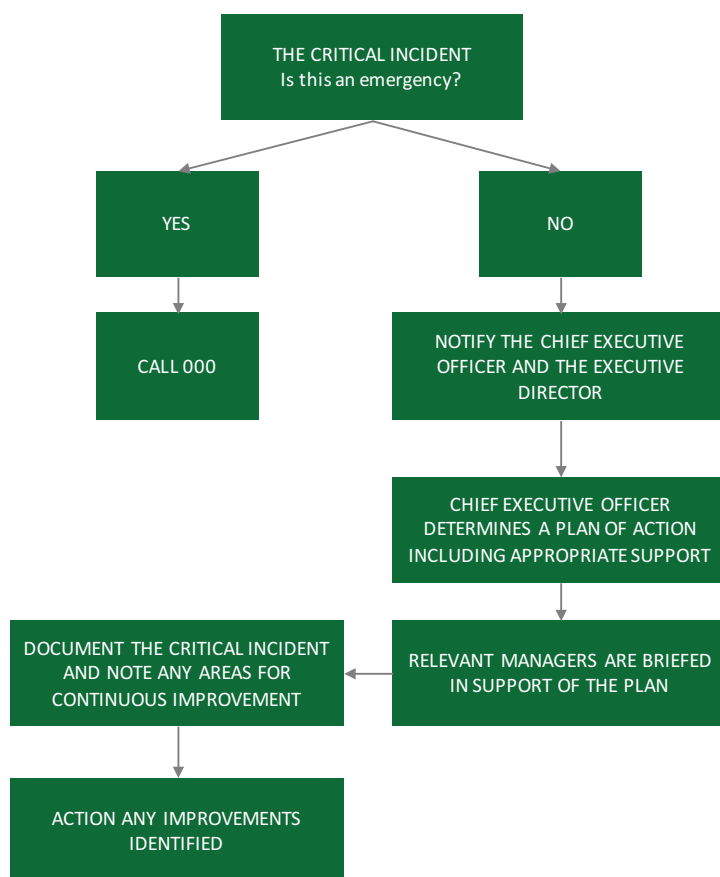 THE CRITICAL INCIDENT
Is this an emergency?
YES
NO
CALL 000
NOTIFY THE CHIEF EXECUTIVE
OFFICER AND THE EXECUTIVE
DIRECTOR
CHIEF EXECUTIVE OFFICER
DETERMINES A PLAN OF ACTION
INCLUDING APPROPRIATE SUPPORT
RELEVANT MANAGERS ARE BRIEFED
IN SUPPORT OF THE PLAN
DOCUMENT THE CRITICAL INCIDENT
AND NOTE ANY AREAS FOR
CONTINUOUS IMPROVEMENT
ACTION ANY IMPROVEMENTS
IDENTIFIED